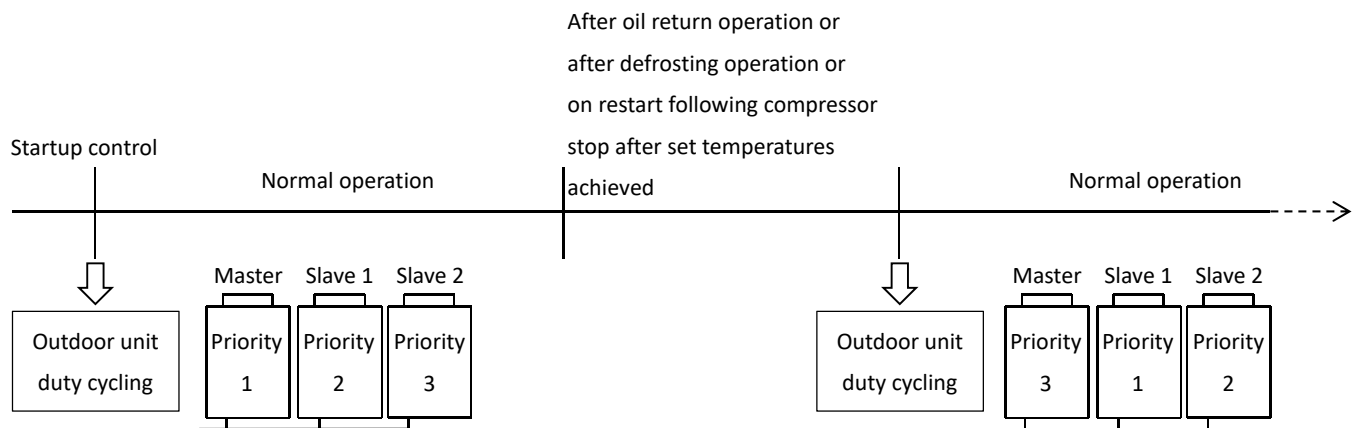 After oil return operation or
after defrosting operation or
on restart following compressor
stop after set temperatures
achieved
Startup control
Normal operation
Normal operation
Master Slave 1 Slave 2
Outdoor unit
duty cycling
Priority Priority Priority
1 2 3
Master Slave 1 Slave 2
Outdoor unit
duty cycling
Priority Priority Priority
3 1 2